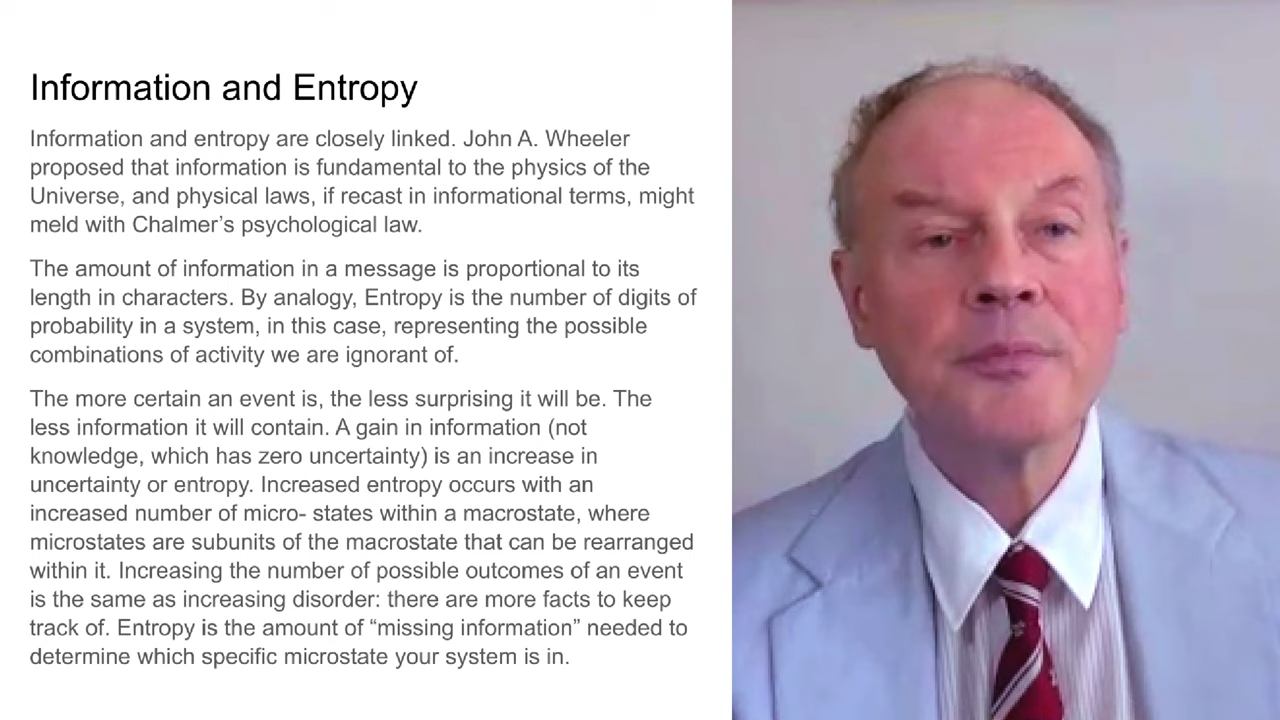 Information and Entropy
Information and entropy are closely linked. John A. Wheeler
proposed that information is fundamental to the physics of the
Universe, and physical laws, if recast in informational terms, might
meld with Chalmer’s psychological law.
The amount of information in a message is proportional to its
length in characters. By analogy, Entropy is the number of digits of
probability in a system, in this case, representing the possible
combinations of activity we are ignorant of.
The more certain an event is, the less surprising it will be. The
less information it will contain. A gain in information (not
knowledge, which has zero uncertainty) is an increase in
uncertainty or entropy. Increased entropy occurs with an
increased number of micro- states within a macrostate, where
microstates are subunits of the macrostate that can be rearranged
within it. Increasing the number of possible outcomes of an event
is the same as increasing disorder: there are more facts to keep
track of. Entropy is the amount of “missing information” needed to
determine which specific microstate your system is in.